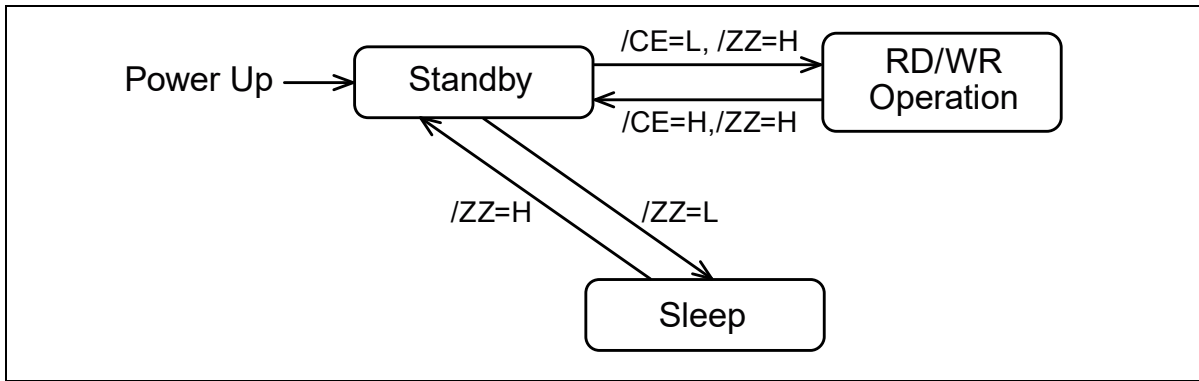 /CE=L, /ZZ=H
Power Up
Standby
RD/WR
Operation
/CE=H,/ZZ=H
/ZZ=H
/ZZ=L
Sleep